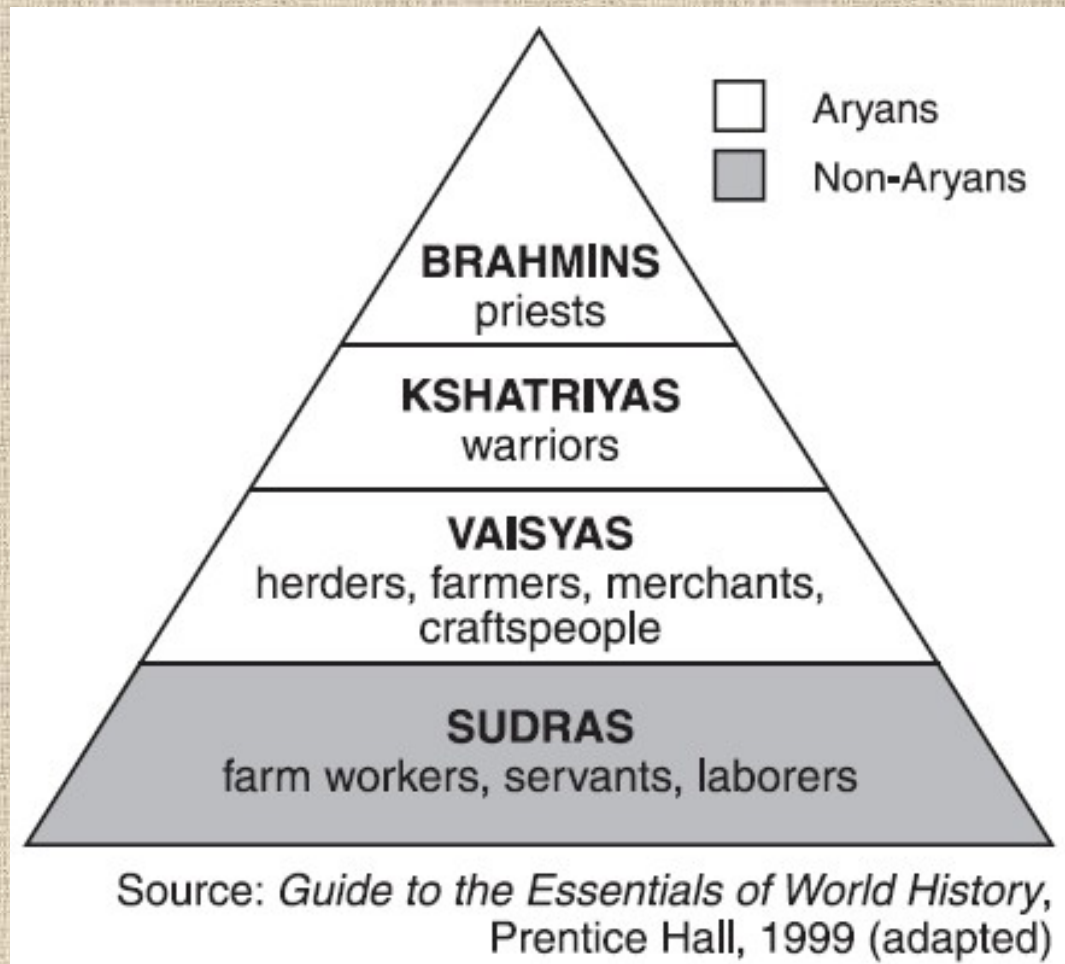 Aryans
Non-Aryans
BRAHMINS
priests
KSHATRIYAS
warriors
VAISYAS
herders, farmers, merchants,
craftspeople
SUDRAS
farm workers, servants, laborers
Source: Guide to the Essentials of World History,
Prentice Hall, 1999 (adapted)